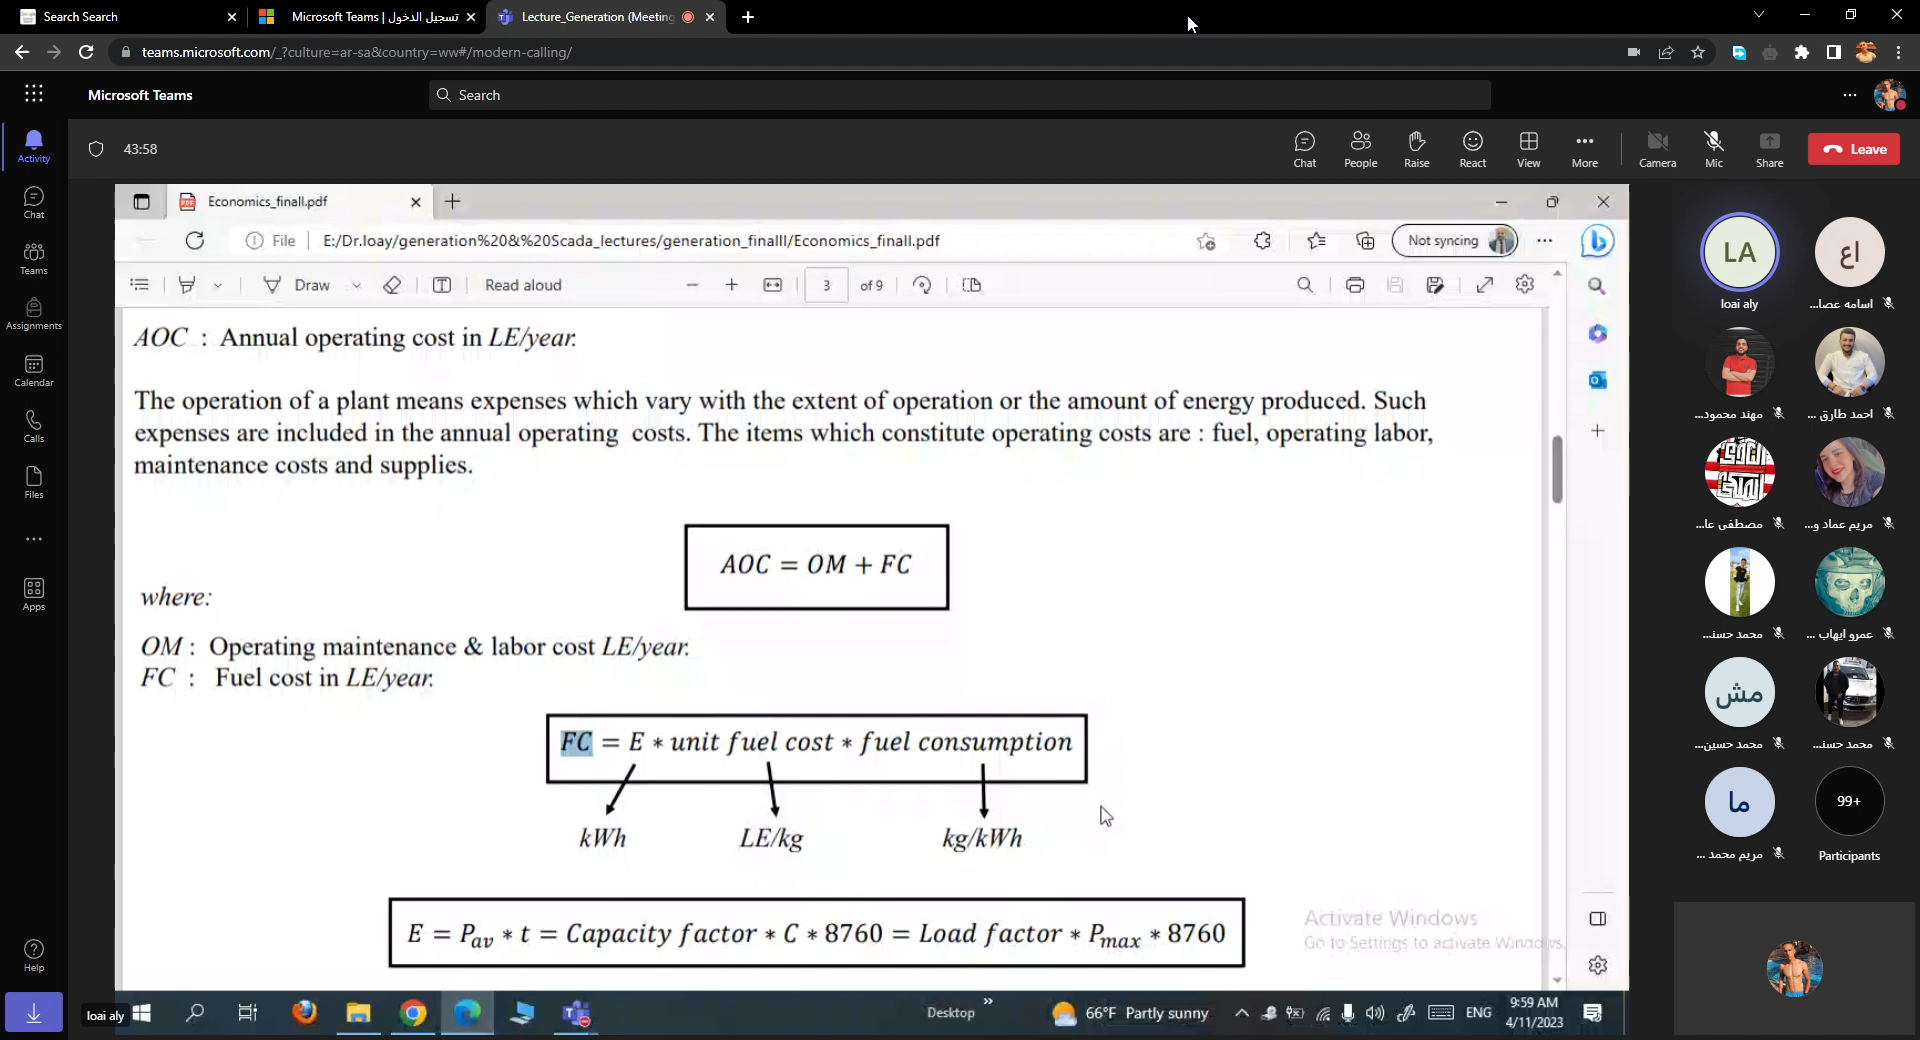 Search Search
Microsoft Teams | تسجيل الدخول
Lecture_Generation (Meeting
teams.microsoft.com/_?culture=ar-sa&country=ww#/modern-calling/
Microsoft Teams
Search
Activity
Chat
Teams
Assignments
Calendar
Calls
Files
Apps
Help
43:58
Chat
People
Raise
React
View
More
Camera
Mic
Share
Leave
Economics_finall.pdf
File
E:/Dr.loay/generation%20&%20Scada_lectures/generation_finalll/Economics_finall.pdf
Not syncing
Draw
Read aloud
3
of 9
AOC : Annual operating cost in LE/year.
The operation of a plant means expenses which vary with the extent of operation or the amount of energy produced. Such
expenses are included in the annual operating costs. The items which constitute operating costs are : fuel, operating labor,
maintenance costs and supplies.
AOC = OM + FC
where:
OM : Operating maintenance & labor cost LE/year.
FC : Fuel cost in LE/year.
FC = E * unit fuel cost * fuel consumption
kWh
LE/kg
kg/kWh
E = Pav * t = Capacity factor * C * 8760 = Load factor * Pmax * 8760
Activate Windows
Go to Settings to activate Windows.
loai aly
Desktop
66°F Partly sunny
ENG
9:59 AM
4/11/2023
LA
loai aly
اع
اسامه عصا...
مهند محمود...
احمد طارق ...
مصطفى عا...
مريم عماد و...
محمد حسنـ...
عمرو ايهاب ...
مش
محمد حسين...
محمد حسنـ...
ما
مريم محمد ...
99+
Participants